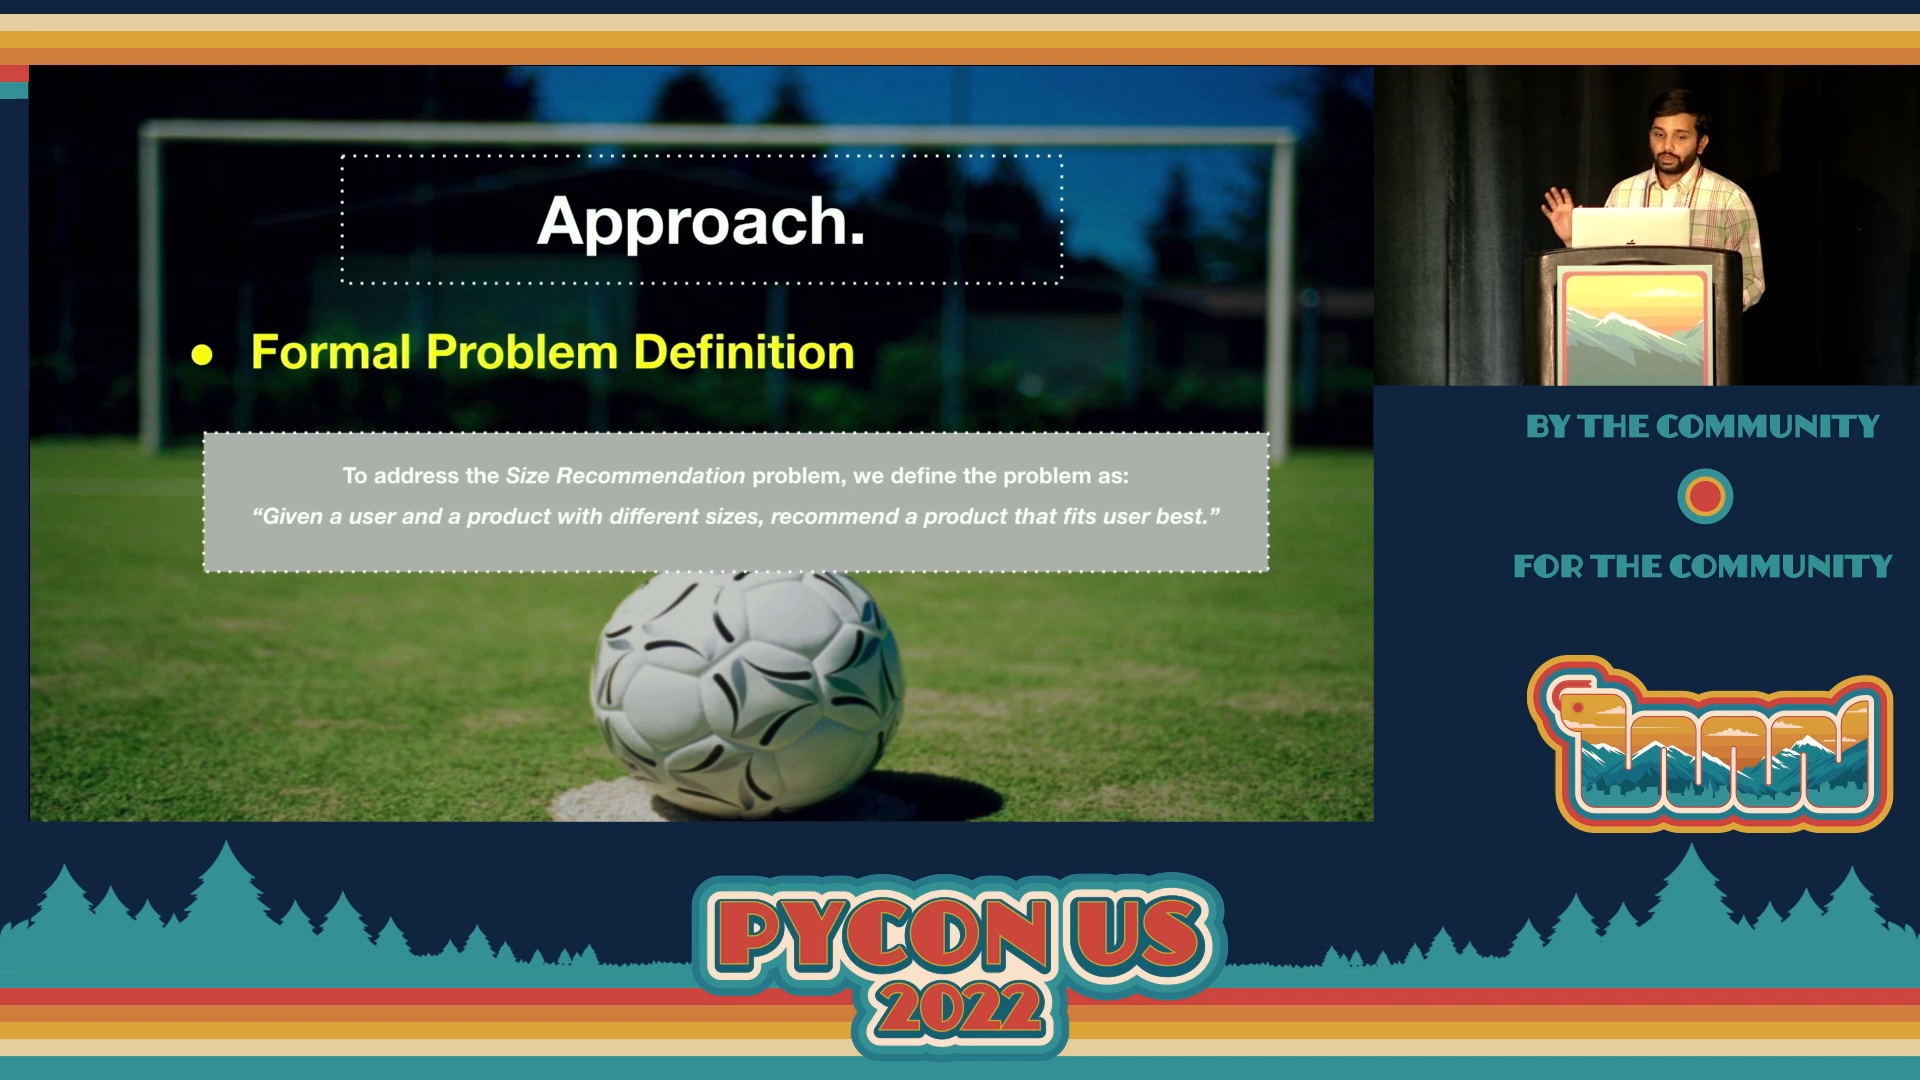 Approach.
● Formal Problem Definition
To address the Size Recommendation problem, we define the problem as:
“Given a user and a product with different sizes, recommend a product that fits user best.”
BY THE COMMUNITY
FOR THE COMMUNITY
PYCON US
2022